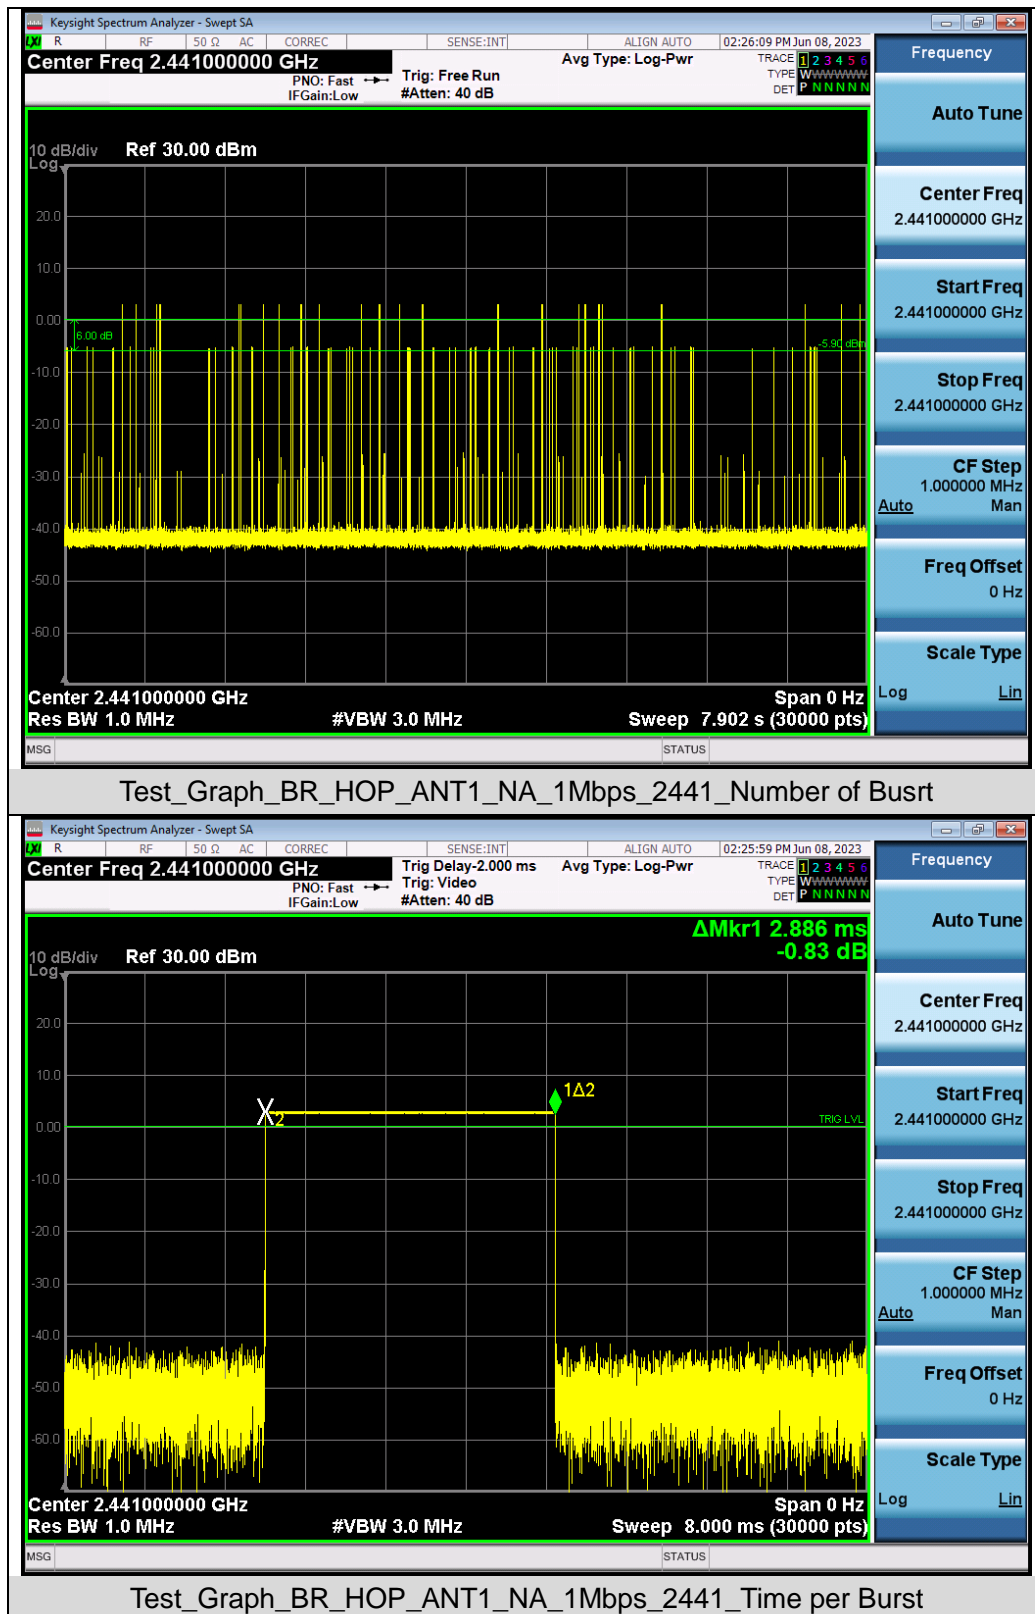 Keysight Spectrum Analyzer - Swept SA
LXI R RF 50 Ω AC CORREC SENSE:INT ALIGN AUTO 02:26:09 PM Jun 08, 2023
Center Freq 2.441000000 GHz
PNO: Fast
IFGain:Low
Trig: Free Run
#Atten: 40 dB
Avg Type: Log-Pwr
TRACE 1 2 3 4 5 6
TYPE W W W W W W
DET P N N N N N
10 dB/div
Log
Ref 30.00 dBm
20.0
10.0
0.00
6.00 dB
-5.90 dBm
-10.0
-20.0
-30.0
-40.0
-50.0
-60.0
Center 2.441000000 GHz Span 0 Hz
Res BW 1.0 MHz #VBW 3.0 MHz Sweep 7.902 s (30000 pts)
MSG STATUS
Frequency
Auto Tune
Center Freq
2.441000000 GHz
Start Freq
2.441000000 GHz
Stop Freq
2.441000000 GHz
CF Step
1.000000 MHz
Auto Man
Freq Offset
0 Hz
Scale Type
Log Lin
Test_Graph_BR_HOP_ANT1_NA_1Mbps_2441_Number of Busrt
Keysight Spectrum Analyzer - Swept SA
LXI R RF 50 Ω AC CORREC SENSE:INT ALIGN AUTO 02:25:59 PM Jun 08, 2023
Center Freq 2.441000000 GHz
PNO: Fast
IFGain:Low
Trig Delay-2.000 ms
Trig: Video
#Atten: 40 dB
Avg Type: Log-Pwr
TRACE 1 2 3 4 5 6
TYPE W W W W W W
DET P N N N N N
ΔMkr1 2.886 ms
-0.83 dB
10 dB/div
Log
Ref 30.00 dBm
20.0
10.0
1Δ2
2
0.00
TRIG LVL
-10.0
-20.0
-30.0
-40.0
-50.0
-60.0
Center 2.441000000 GHz Span 0 Hz
Res BW 1.0 MHz #VBW 3.0 MHz Sweep 8.000 ms (30000 pts)
MSG STATUS
Frequency
Auto Tune
Center Freq
2.441000000 GHz
Start Freq
2.441000000 GHz
Stop Freq
2.441000000 GHz
CF Step
1.000000 MHz
Auto Man
Freq Offset
0 Hz
Scale Type
Log Lin
Test_Graph_BR_HOP_ANT1_NA_1Mbps_2441_Time per Burst